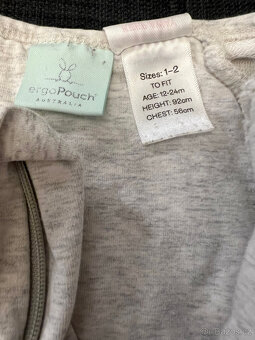 ergoPouch
AUSTRALIA
Sizes: 1-2
TO FIT
AGE: 12-24m
HEIGHT: 92cm
CHEST: 56cm